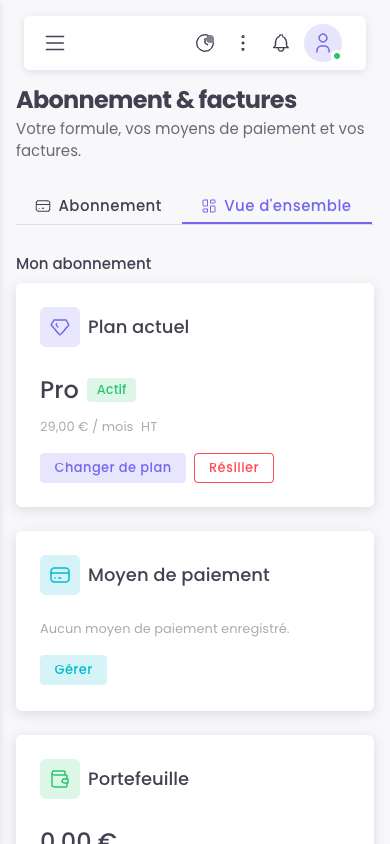 Abonnement & factures
Votre formule, vos moyens de paiement et vos
factures.
Abonnement
Vue d'ensemble
Mon abonnement
Plan actuel
Pro Actif
29,00 € / mois HT
Changer de plan Résilier
Moyen de paiement
Aucun moyen de paiement enregistré.
Gérer
Portefeuille
0,00 €